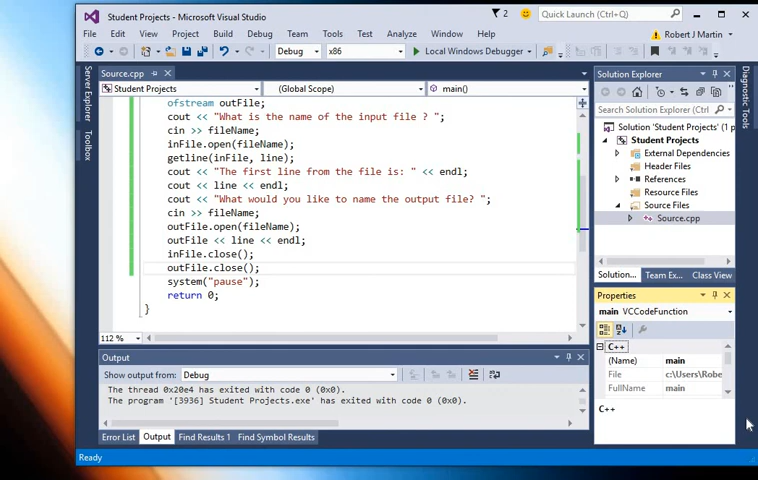 Student Projects - Microsoft Visual Studio
2
Quick Launch (Ctrl+Q)
File Edit View Project Build Debug Team Tools Test Analyze Window Help
Robert J Martin
Debug x86 Local Windows Debugger
Server Explorer
Toolbox
Source.cpp
Student Projects (Global Scope) main()
ofstream outFile;
cout << "What is the name of the input file ? ";
cin >> fileName;
inFile.open(fileName);
getline(inFile, line);
cout << "The first line from the file is: " << endl;
cout << line << endl;
cout << "What would you like to name the output file? ";
cin >> fileName;
outFile.open(fileName);
outFile << line << endl;
inFile.close();
outFile.close();
system("pause");
return 0;
}
112 %
Output
Show output from: Debug
The thread 0x20e4 has exited with code 0 (0x0).
The program '[3936] Student Projects.exe' has exited with code 0 (0x0).
Error List Output Find Results 1 Find Symbol Results
Ready
Solution Explorer
Search Solution Explorer (Ctrl
Solution 'Student Projects' (1 p
Student Projects
External Dependencies
Header Files
References
Resource Files
Source Files
Source.cpp
Solution... Team Ex... Class View
Properties
main VCCodeFunction
C++
(Name) main
File c:\Users\Robe
FullName main
C++
Diagnostic Tools